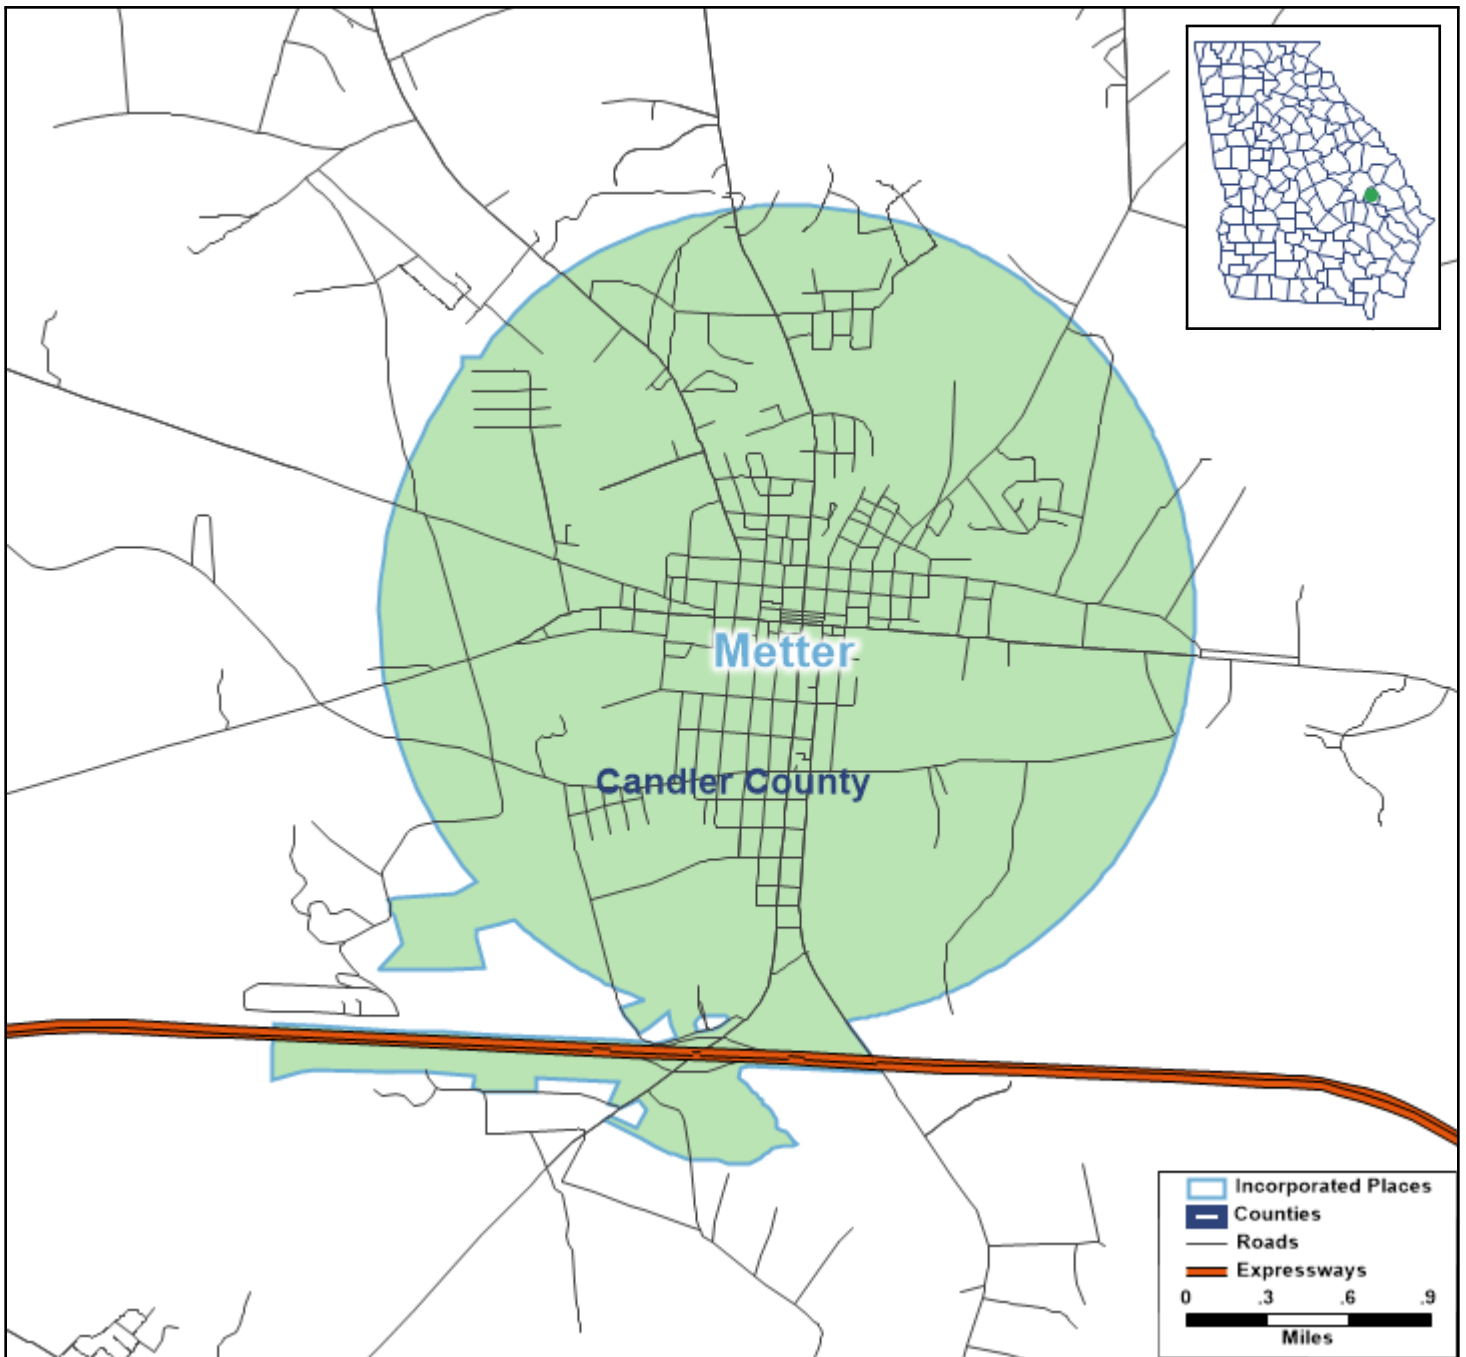 Metter
Candler County
Incorporated Places
Counties
Roads
Expressways
0 .3 .6 .9
Miles